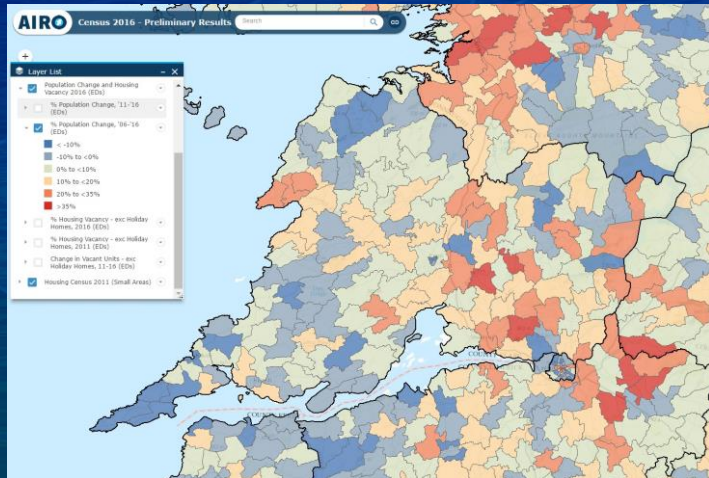 AIRO
Census 2016 - Preliminary Results
Search
Layer List
Population Change and Housing
Vacancy 2016 (EDs)
% Population Change, '11-'16
(EDs)
% Population Change, '06-'16
(EDs)
< -10%
-10% to <0%
0% to <10%
10% to <20%
20% to <35%
>35%
% Housing Vacancy - exc Holiday
Homes, 2016 (EDs)
% Housing Vacancy - exc Holiday
Homes, 2011 (EDs)
Change in Vacant Units - exc
Holiday Homes, 11-16 (EDs)
Housing Census 2011 (Small Areas)
COUNTY
COUNTY